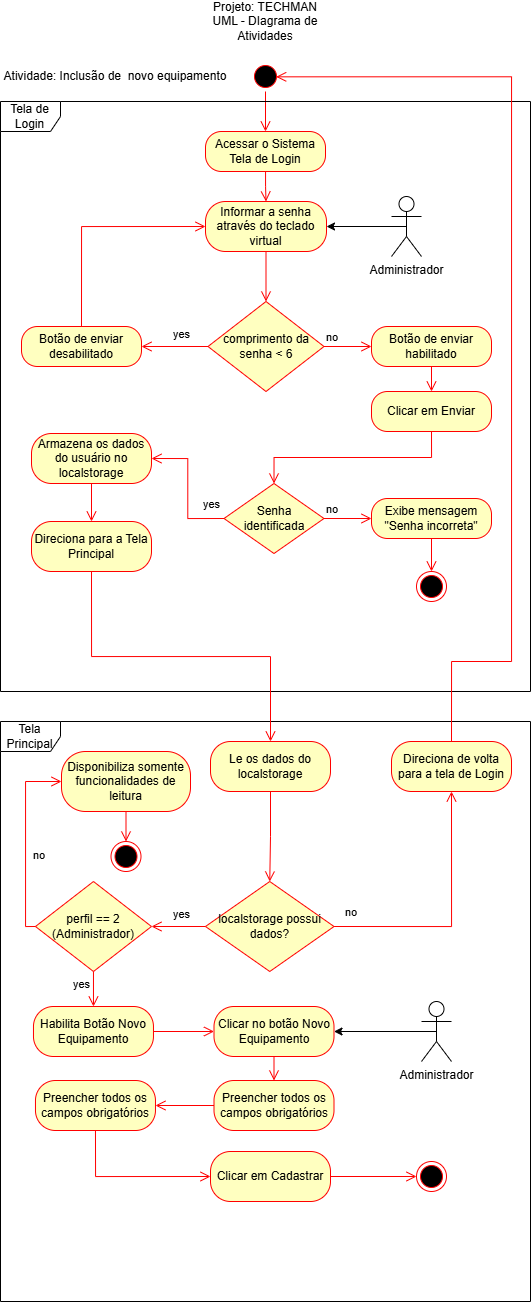 Projeto: TECHMAN
UML - DIagrama de
Atividades
Atividade: Inclusão de  novo equipamento
Tela de
Login
Acessar o Sistema
Tela de Login
Informar a senha
através do teclado
virtual
Administrador
Botão de enviar
desabilitado
yes
comprimento da
senha < 6
no
Botão de enviar
habilitado
Clicar em Enviar
Armazena os dados
do usuário no
localstorage
yes
Senha
identificada
no
Exibe mensagem
"Senha incorreta"
Direciona para a Tela
Principal
Tela
Principal
Disponibiliza somente
funcionalidades de
leitura
Le os dados do
localstorage
Direciona de volta
para a tela de Login
no
perfil == 2
(Administrador)
yes
localstorage possui
dados?
no
yes
Habilita Botão Novo
Equipamento
Clicar no botão Novo
Equipamento
Administrador
Preencher todos os
campos obrigatórios
Preencher todos os
campos obrigatórios
Clicar em Cadastrar